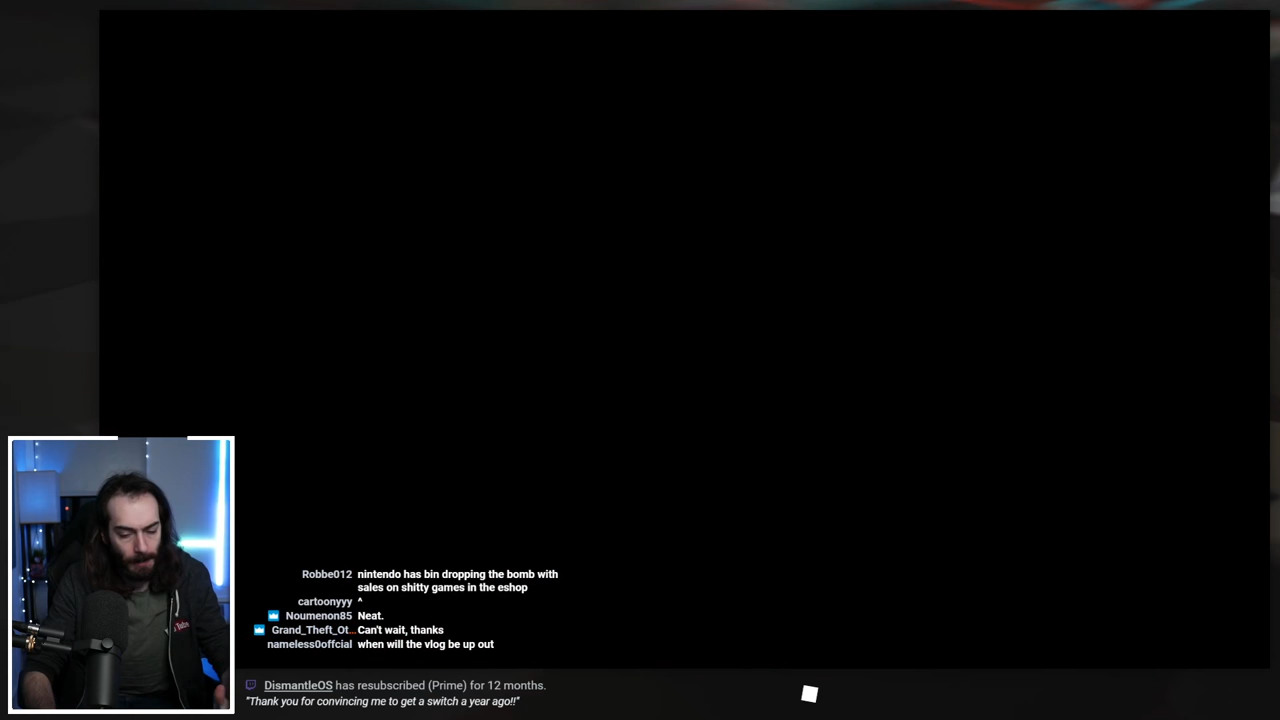 Robbe012 nintendo has bin dropping the bomb with
sales on shitty games in the eshop
cartoonyyy ^
Noumenon85 Neat.
Grand_Theft_Ot... Can't wait, thanks
nameless0offcial when will the vlog be up out
DismantleOS has resubscribed (Prime) for 12 months.
"Thank you for convincing me to get a switch a year ago!!"